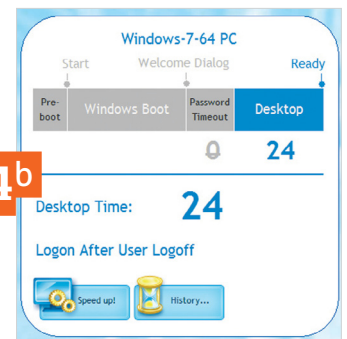 Windows-7-64 PC
Start Welcome Dialog Ready
Pre-
boot
Windows Boot
Password
Timeout
Desktop
24
4b
Desktop Time: 24
Logon After User Logoff
Speed up!
History...